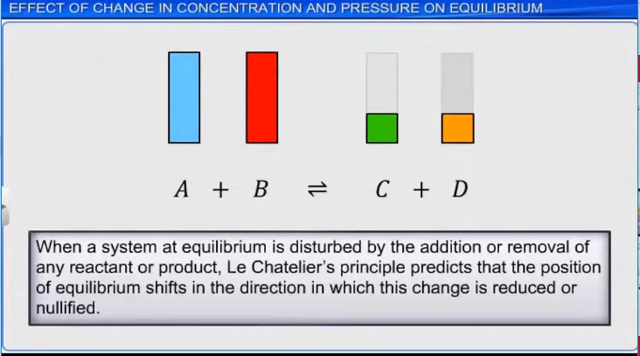 EFFECT OF CHANGE IN CONCENTRATION AND PRESSURE ON EQUILIBRIUM
A + B ⇌ C + D
When a system at equilibrium is disturbed by the addition or removal of
any reactant or product, Le Chatelier's principle predicts that the position
of equilibrium shifts in the direction in which this change is reduced or
nullified.